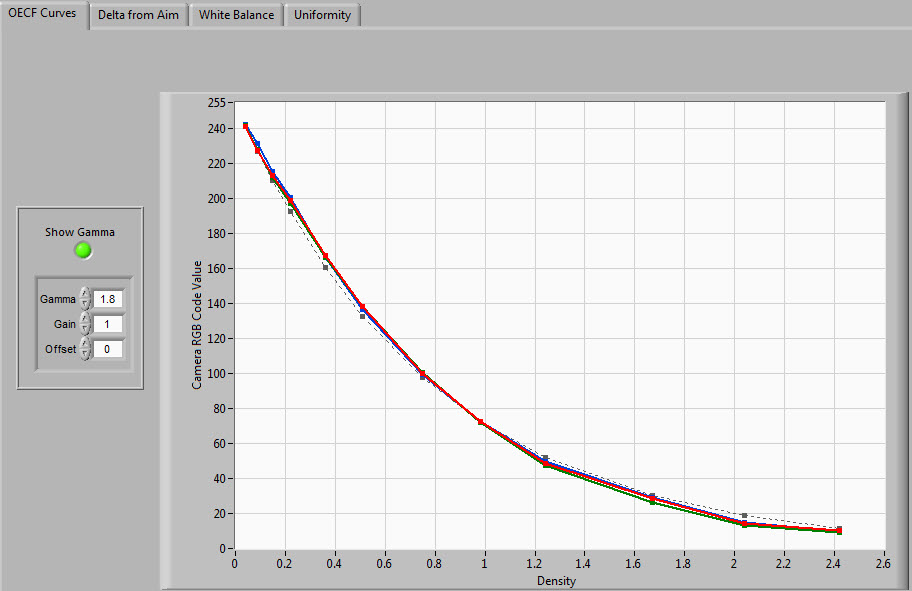 OECF Curves Delta from Aim White Balance Uniformity
Show Gamma
Gamma 1.8
Gain 1
Offset 0
Camera RGB Code Value
255
240
220
200
180
160
140
120
100
80
60
40
20
0
0 0.2 0.4 0.6 0.8 1 1.2 1.4 1.6 1.8 2 2.2 2.4 2.6
Density